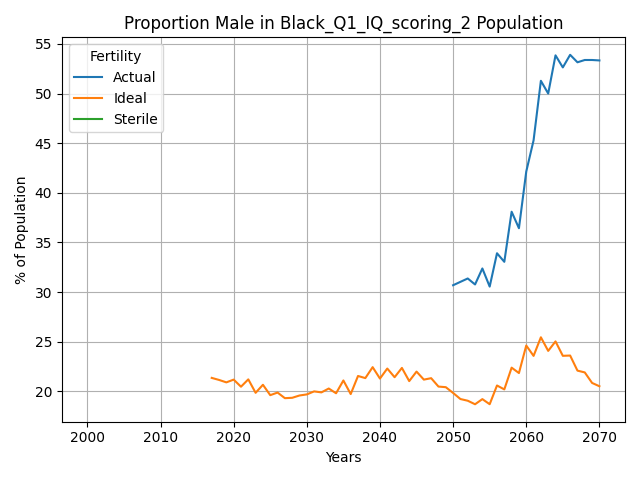 Proportion Male in Black_Q1_IQ_scoring_2 Population
Fertility
Actual
Ideal
Sterile
% of Population
55
50
45
40
35
30
25
20
2000
2010
2020
2030
2040
2050
2060
2070
Years